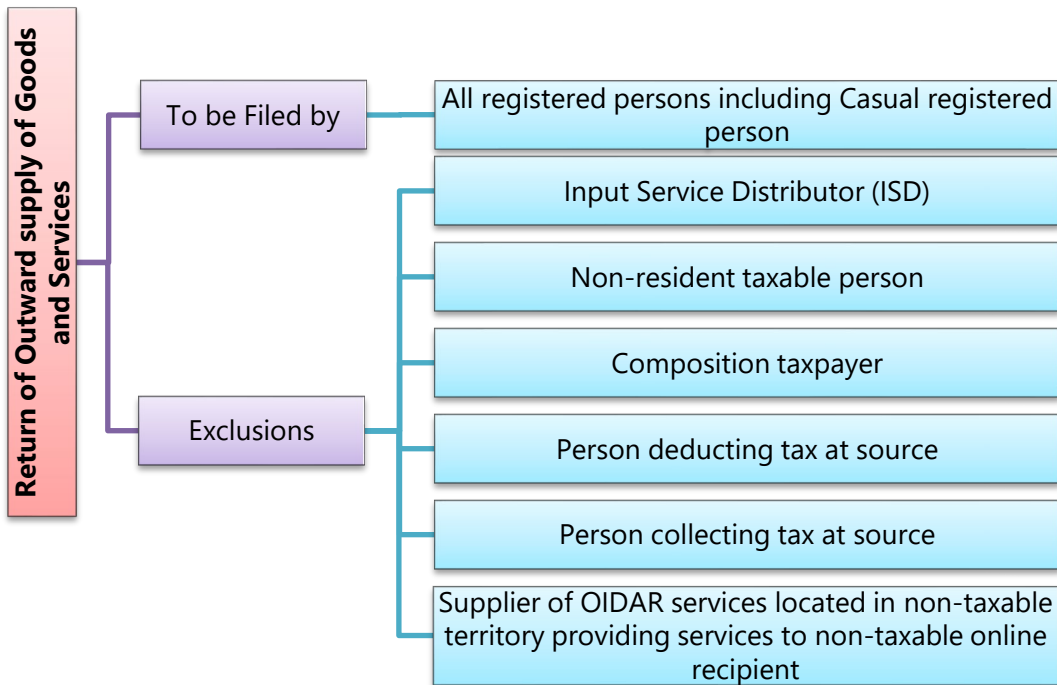 Return of Outward supply of Goods
and Services
To be Filed by
All registered persons including Casual registered
person
Exclusions
Input Service Distributor (ISD)
Non-resident taxable person
Composition taxpayer
Person deducting tax at source
Person collecting tax at source
Supplier of OIDAR services located in non-taxable
territory providing services to non-taxable online
recipient